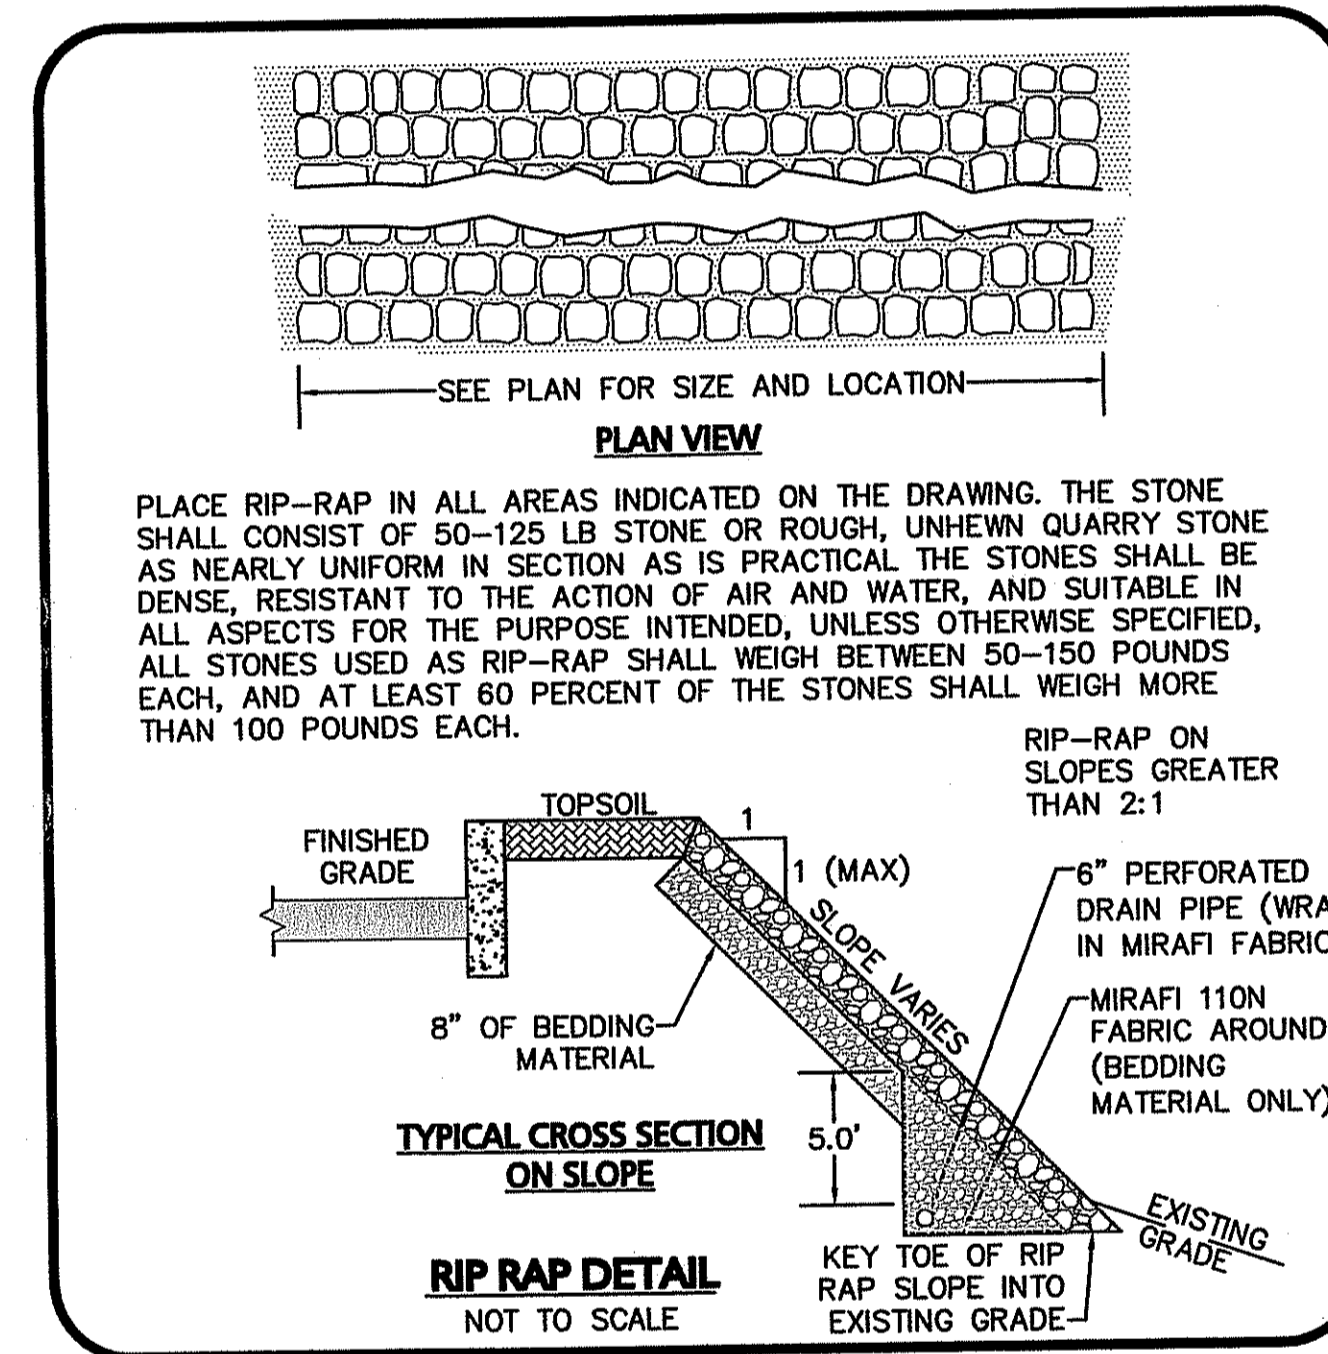 SEE PLAN FOR SIZE AND LOCATION
PLAN VIEW
PLACE RIP-RAP IN ALL AREAS INDICATED ON THE DRAWING. THE STONE
SHALL CONSIST OF 50-125 LB STONE OR ROUGH, UNHEWN QUARRY STONE
AS NEARLY UNIFORM IN SECTION AS IS PRACTICAL THE STONES SHALL BE
DENSE, RESISTANT TO THE ACTION OF AIR AND WATER, AND SUITABLE IN
ALL ASPECTS FOR THE PURPOSE INTENDED, UNLESS OTHERWISE SPECIFIED,
ALL STONES USED AS RIP-RAP SHALL WEIGH BETWEEN 50-150 POUNDS
EACH, AND AT LEAST 60 PERCENT OF THE STONES SHALL WEIGH MORE
THAN 100 POUNDS EACH.
RIP-RAP ON
SLOPES GREATER
THAN 2:1
TOPSOIL
FINISHED
GRADE
1
1 (MAX)
SLOPE VARIES
6" PERFORATED
DRAIN PIPE (WRA
IN MIRAFI FABRIC
8" OF BEDDING
MATERIAL
MIRAFI 110N
FABRIC AROUND
(BEDDING
MATERIAL ONLY)
5.0'
TYPICAL CROSS SECTION
ON SLOPE
EXISTING
GRADE
KEY TOE OF RIP
RAP SLOPE INTO
EXISTING GRADE
RIP RAP DETAIL
NOT TO SCALE